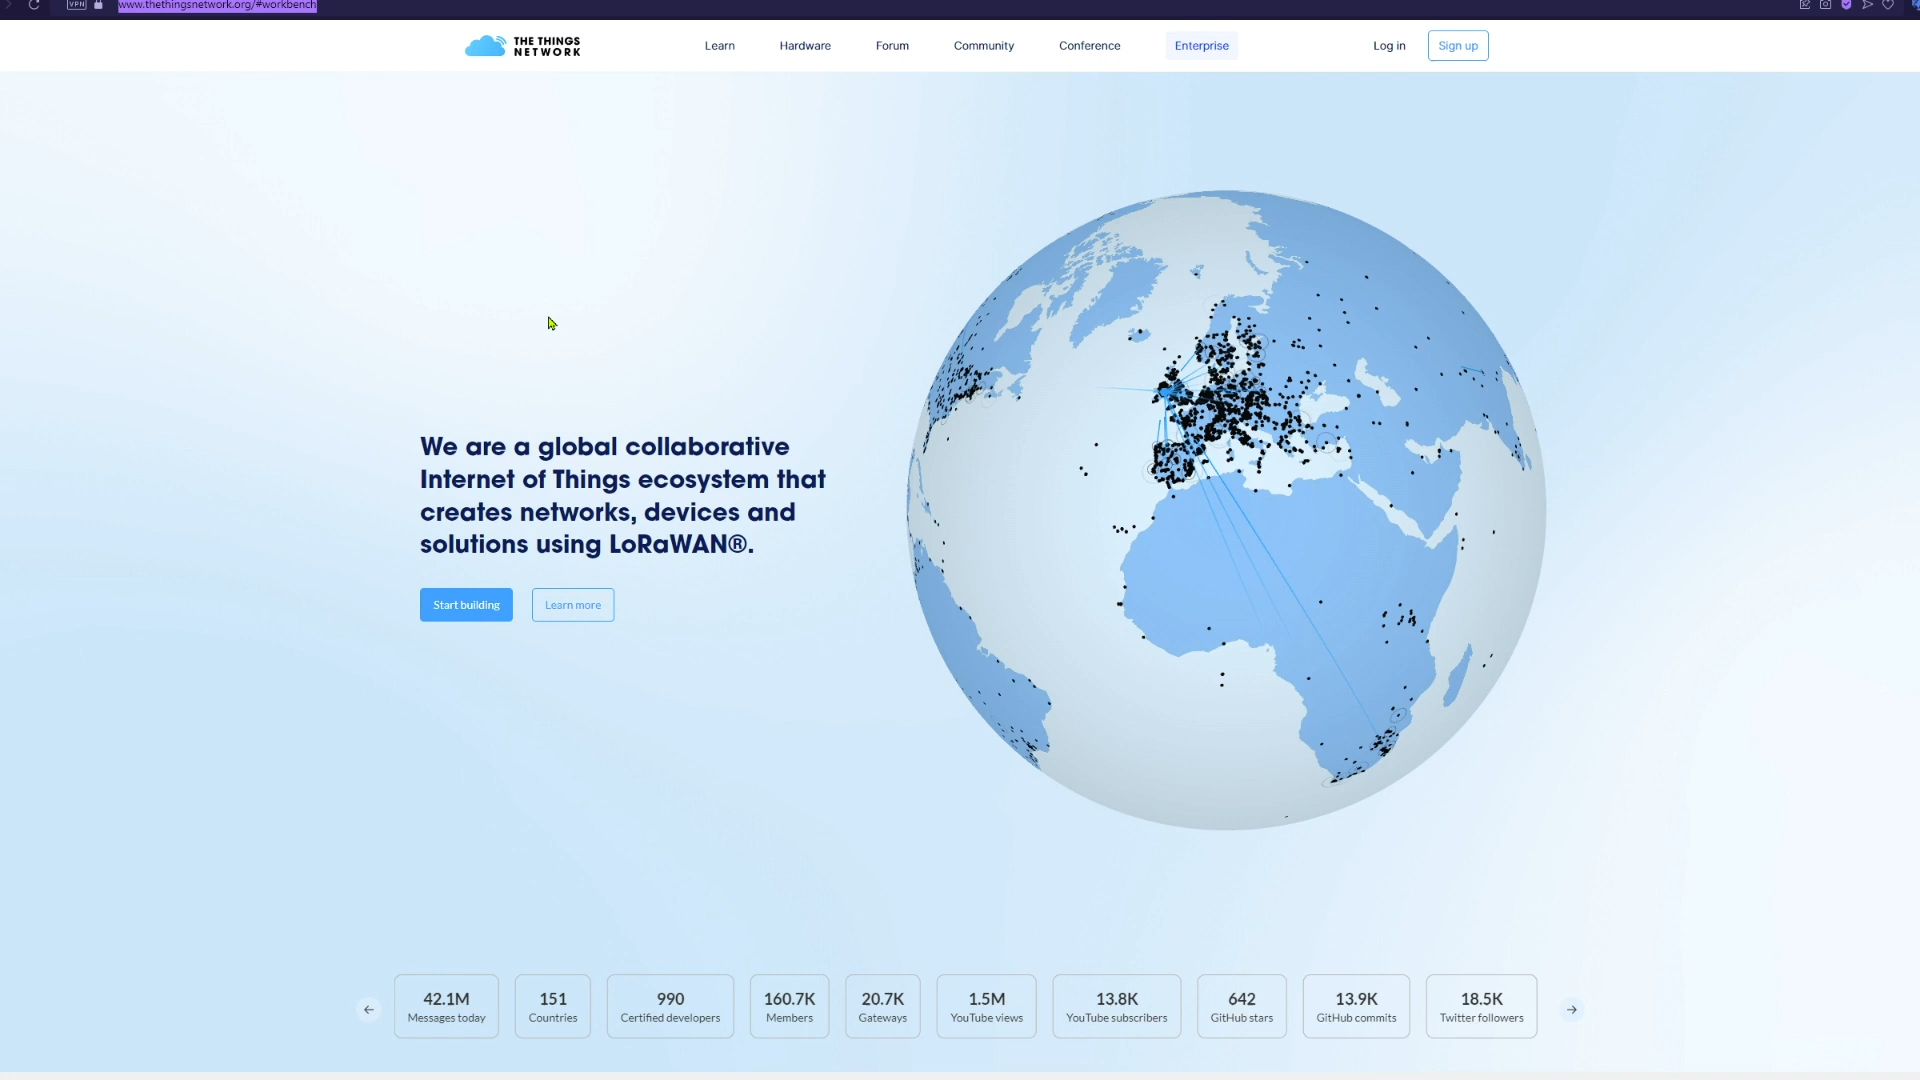 VPN
www.thethingsnetwork.org/#workbench
THE THINGS
NETWORK
Learn
Hardware
Forum
Community
Conference
Enterprise
Log in
Sign up
We are a global collaborative
Internet of Things ecosystem that
creates networks, devices and
solutions using LoRaWAN®.
Start building
Learn more
42.1M
Messages today
151
Countries
990
Certified developers
160.7K
Members
20.7K
Gateways
1.5M
YouTube views
13.8K
YouTube subscribers
642
GitHub stars
13.9K
GitHub commits
18.5K
Twitter followers